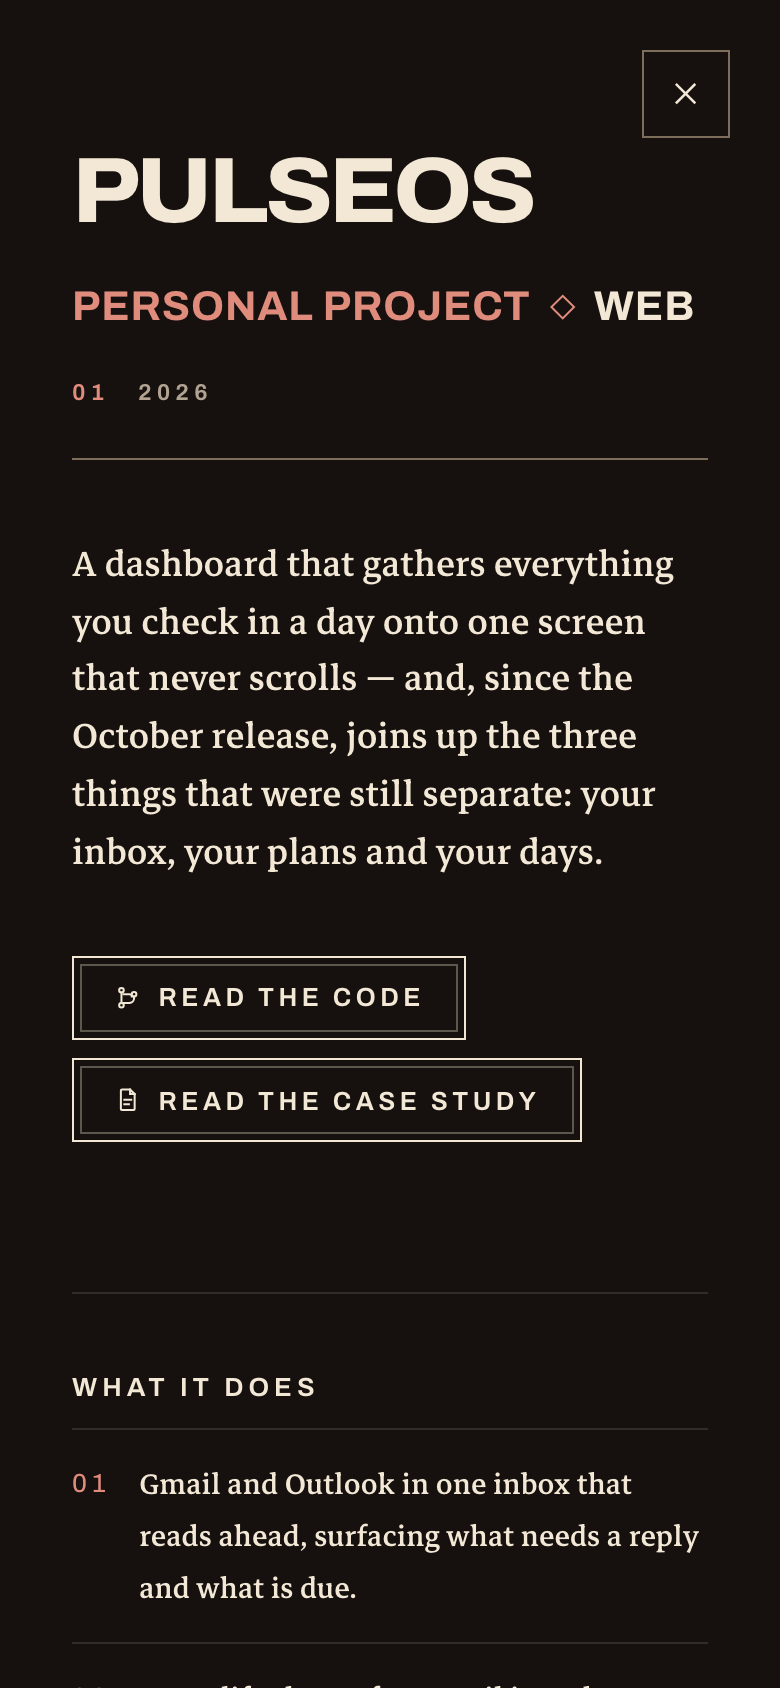 PULSEOS
PERSONAL PROJECT ◇ WEB
01 2026
A dashboard that gathers everything
you check in a day onto one screen
that never scrolls — and, since the
October release, joins up the three
things that were still separate: your
inbox, your plans and your days.
READ THE CODE
READ THE CASE STUDY
WHAT IT DOES
01 Gmail and Outlook in one inbox that
reads ahead, surfacing what needs a reply
and what is due.